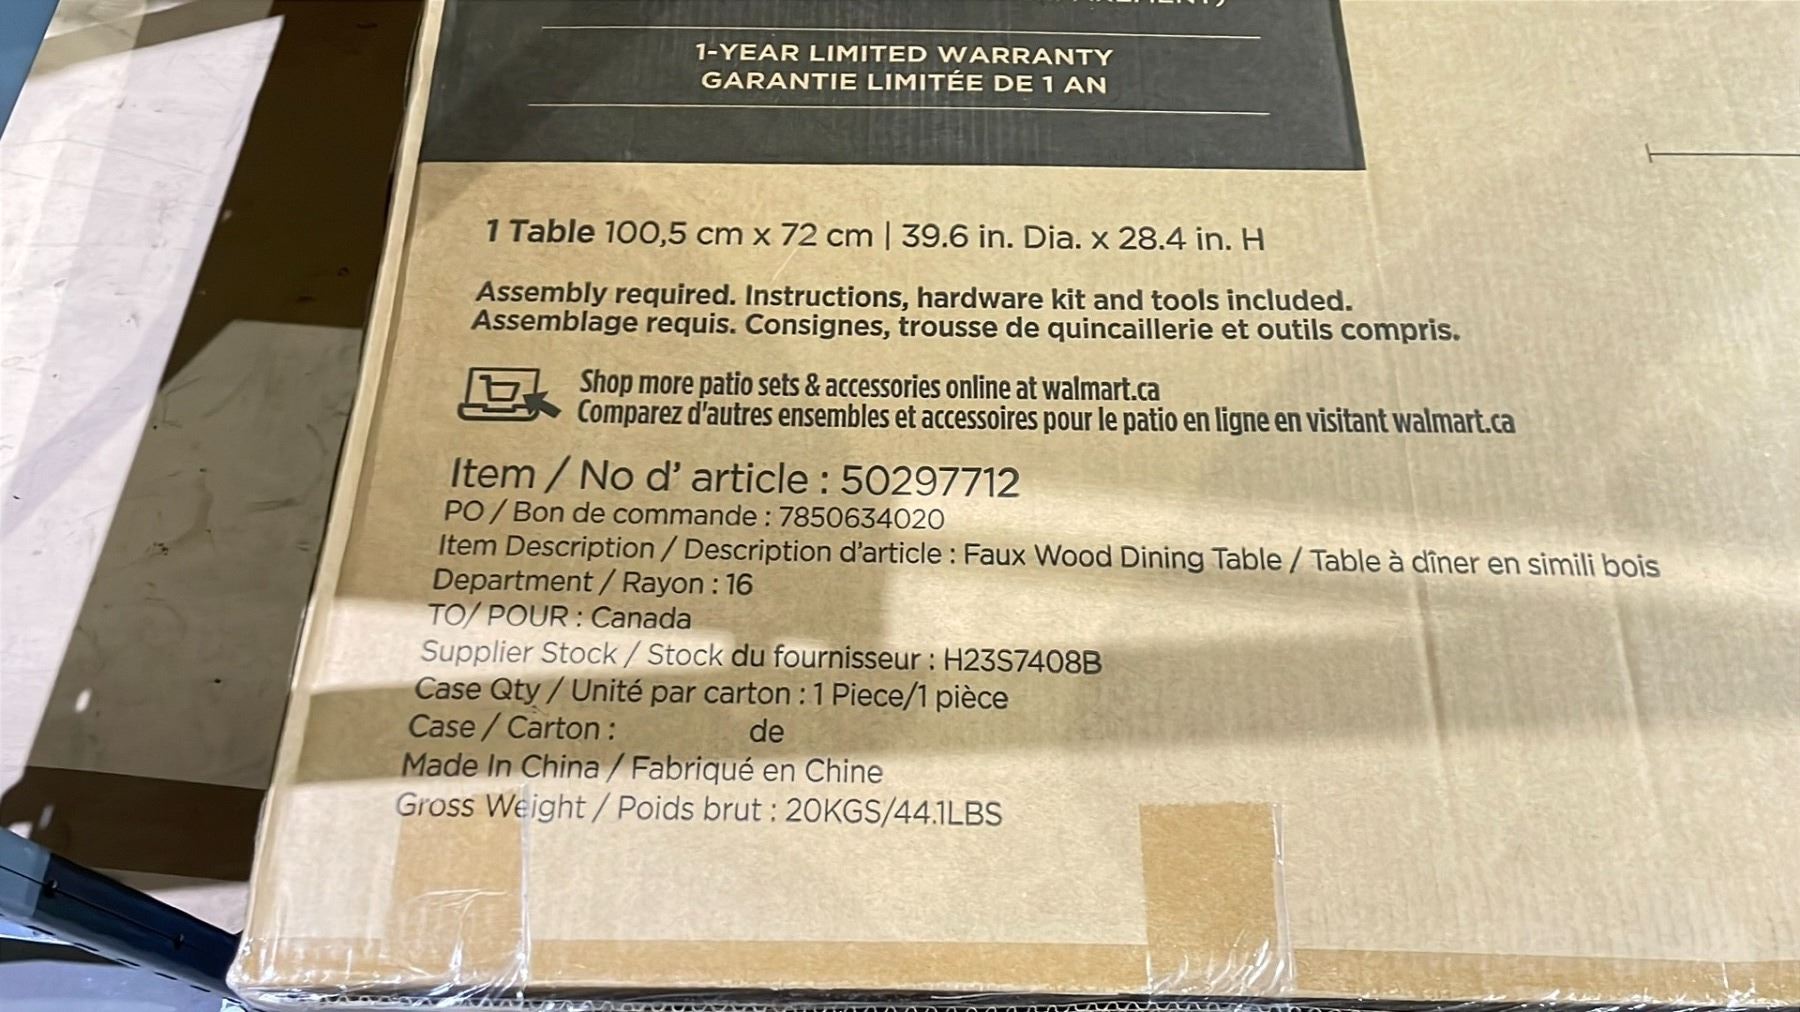 1-YEAR LIMITED WARRANTY
GARANTIE LIMITÉE DE 1 AN
1 Table 100,5 cm x 72 cm | 39.6 in. Dia. x 28.4 in. H
Assembly required. Instructions, hardware kit and tools included.
Assemblage requis. Consignes, trousse de quincaillerie et outils compris.
Shop more patio sets & accessories online at walmart.ca
Comparez d'autres ensembles et accessoires pour le patio en ligne en visitant walmart.ca
Item / No d' article : 50297712
PO / Bon de commande : 7850634020
Item Description / Description d'article : Faux Wood Dining Table / Table à dîner en simili bois
Department / Rayon : 16
TO/ POUR : Canada
Supplier Stock / Stock du fournisseur : H23S7408B
Case Qty / Unité par carton : 1 Piece/1 pièce
Case / Carton : de
Made In China / Fabriqué en Chine
Gross Weight / Poids brut : 20KGS/44.1LBS